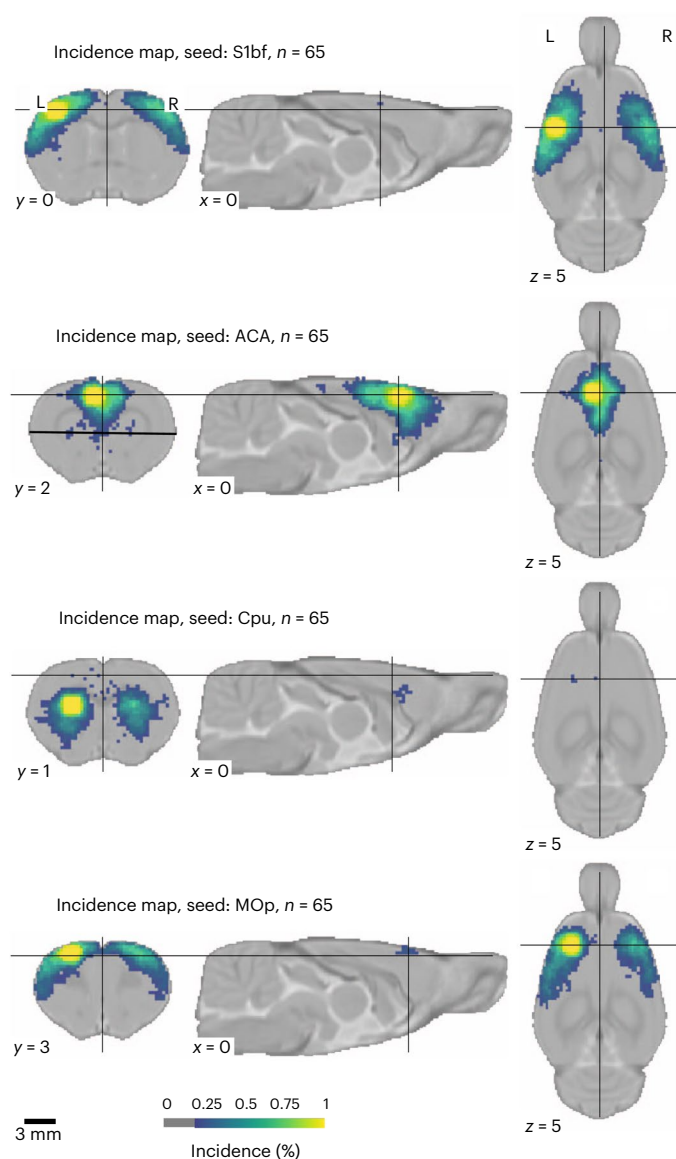 Incidence map, seed: S1bf, n = 65
L R
L R
y = 0 x = 0
z = 5
Incidence map, seed: ACA, n = 65
y = 2 x = 0
z = 5
Incidence map, seed: Cpu, n = 65
y = 1 x = 0
z = 5
Incidence map, seed: MOp, n = 65
y = 3 x = 0
z = 5
0 0.25 0.5 0.75 1
3 mm
Incidence (%)